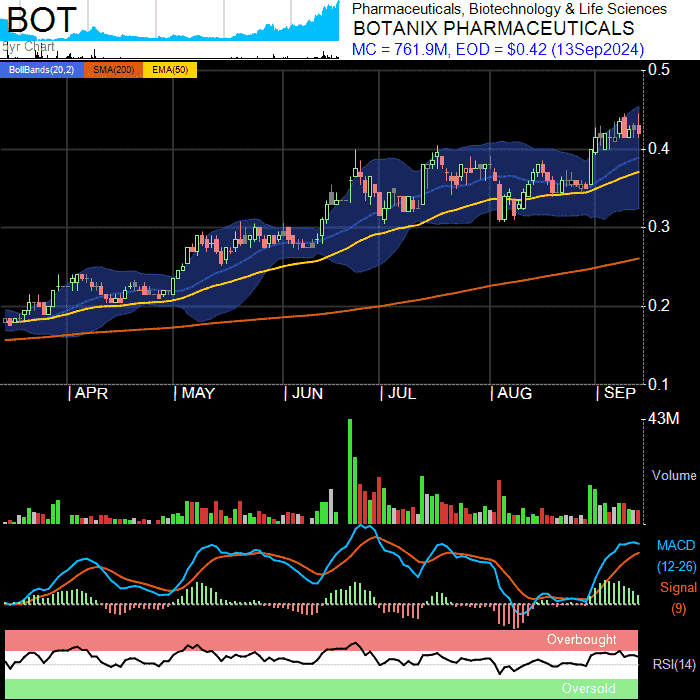 BOT
5yr Chart
Pharmaceuticals, Biotechnology & Life Sciences
BOTANIX PHARMACEUTICALS
MC = 761.9M, EOD = $0.42 (13Sep2024)
BollBands(20,2) SMA(200) EMA(50)
0.5
0.4
0.3
0.2
0.1
APR MAY JUN JUL AUG SEP
43M
Volume
MACD
(12-26)
Signal
(9)
Overbought
RSI(14)
Oversold